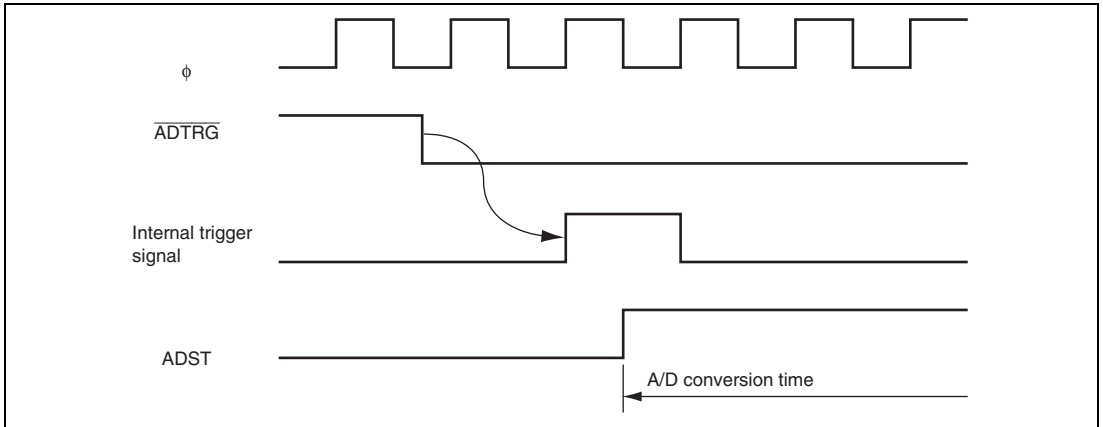 ϕ
ADTRG
Internal trigger
signal
ADST
A/D conversion time